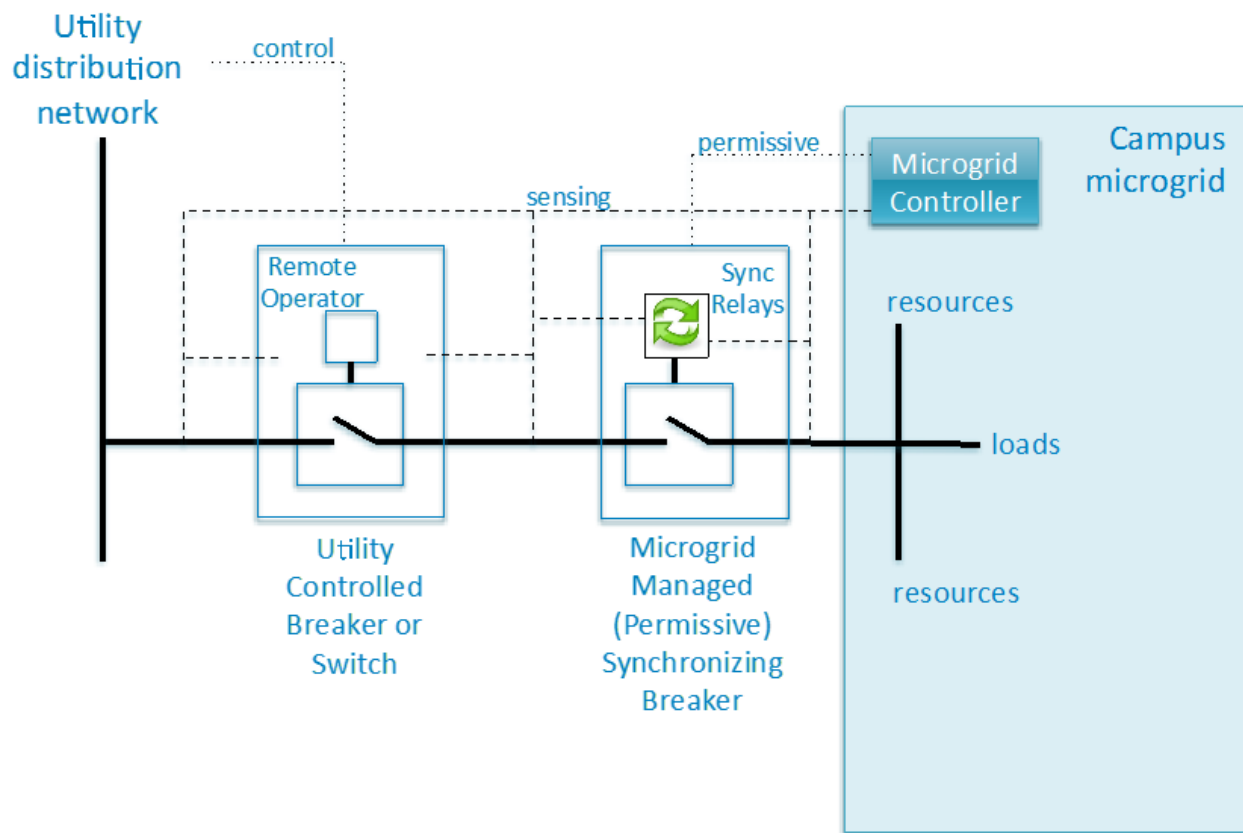 Utility
distribution
network
control
permissive
sensing
Microgrid
Controller
Campus
microgrid
Remote
Operator
Sync
Relays
resources
loads
resources
Utility
Controlled
Breaker or
Switch
Microgrid
Managed
(Permissive)
Synchronizing
Breaker